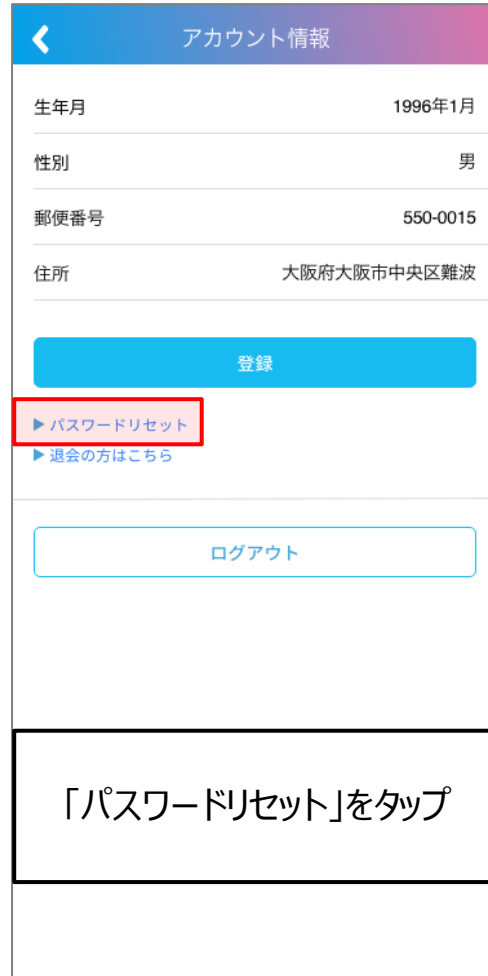 アカウント情報
生年月 1996年1月
性別 男
郵便番号 550-0015
住所 大阪府大阪市中央区難波
登録
▶ パスワードリセット
▶ 退会の方はこちら
ログアウト
「パスワードリセット」をタップ